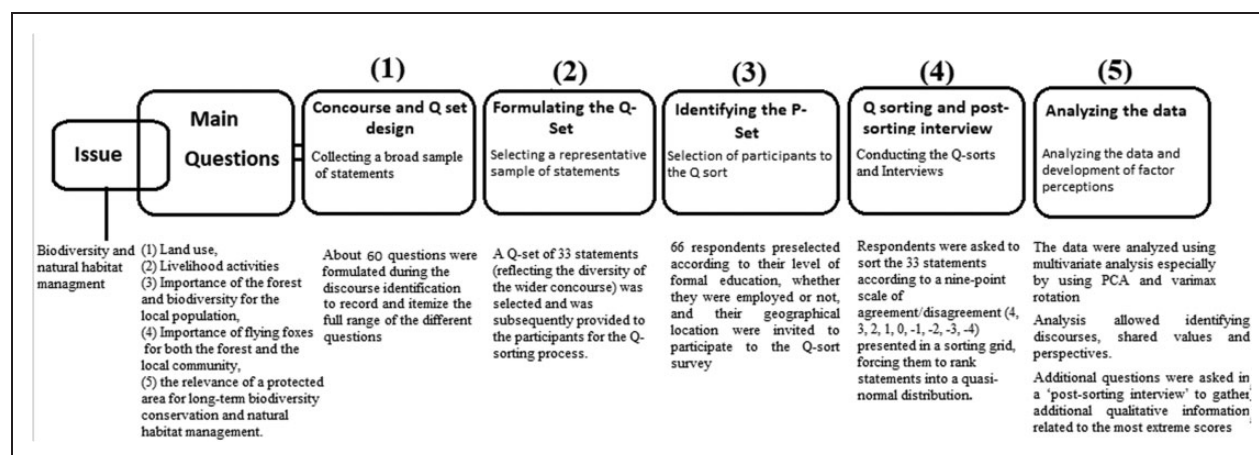 Issue
Biodiversity and
natural habitat
managment
Main
Questions
(1) Land use,
(2) Livelihood activities
(3) Importance of the forest
and biodiversity for the
local population,
(4) Importance of flying foxes
for both the forest and the
local community,
(5) the relevance of a protected
area for long-term biodiversity
conservation and natural
habitat management.
(1)
Concourse and Q set
design
Collecting a broad sample
of statements
About 60 questions were
formulated during the
discourse identification
to record and itemize the
full range of the different
questions
(2)
Formulating the Q-
Set
Selecting a representative
sample of statements
A Q-set of 33 statements
(reflecting the diversity of
the wider concourse) was
selected and was
subsequently provided to
the participants for the Q-
sorting process.
(3)
Identifying the P-
Set
Selection of participants to
the Q sort
66 respondents preselected
according to their level of
formal education, whether
they were employed or not,
and their geographical
location were invited to
participate to the Q-sort
survey
(4)
Q sorting and post-
sorting interview
Conducting the Q-sorts
and Interviews
Respondents were asked to
sort the 33 statements
according to a nine-point
scale of
agreement/disagreement (4,
3, 2, 1, 0, -1, -2, -3, -4)
presented in a sorting grid,
forcing them to rank
statements into a quasi-
normal distribution.
(5)
Analyzing the data
Analyzing the data and
development of factor
perceptions
The data were analyzed using
multivariate analysis especially
by using PCA and varimax
rotation
Analysis allowed identifying
discourses, shared values and
perspectives.
Additional questions were asked in
a 'post-sorting interview' to gather
additional qualitative information
related to the most extreme scores